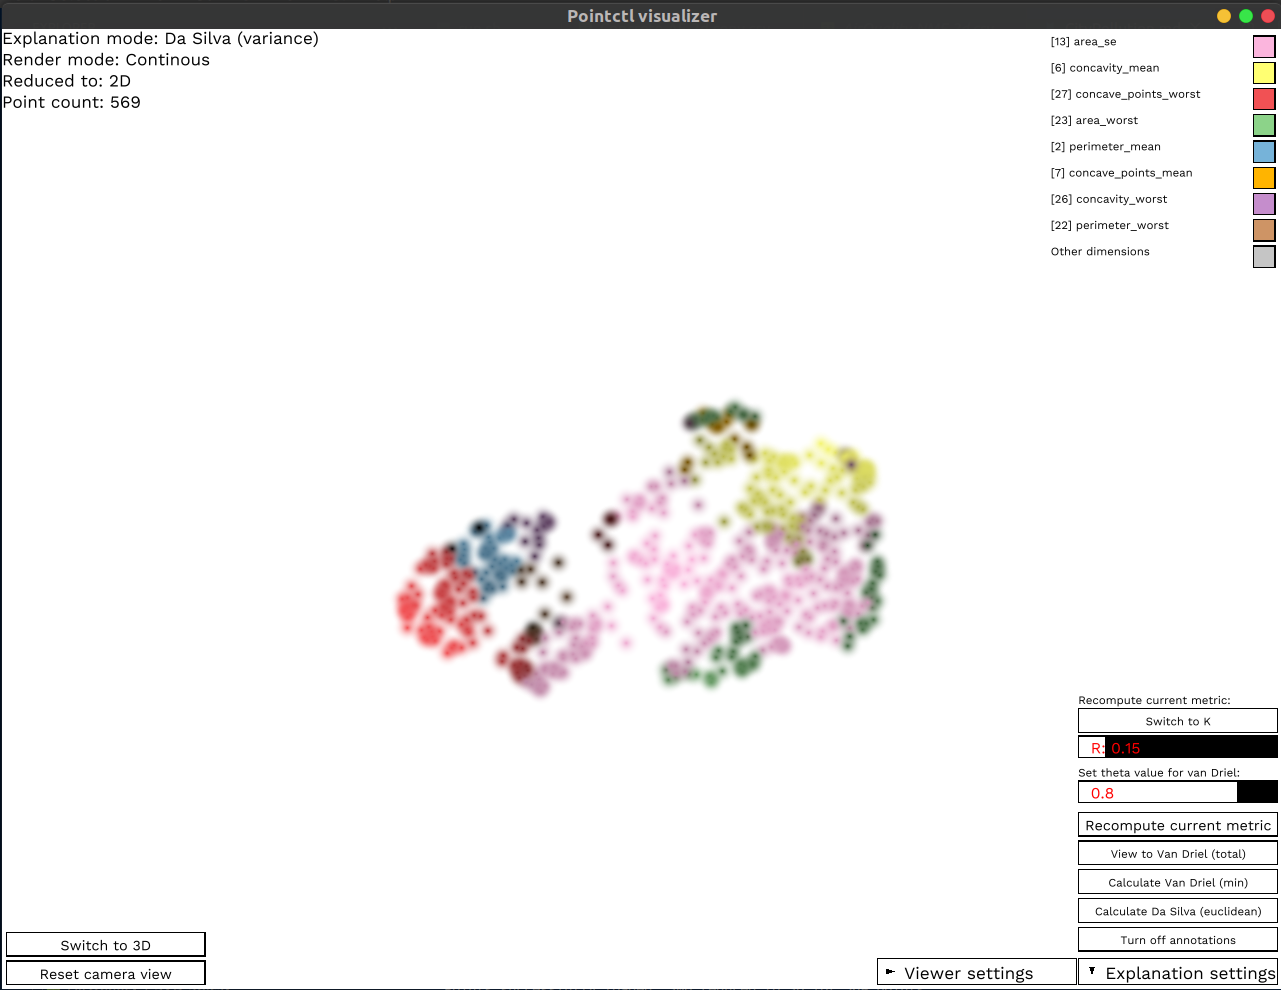 Pointctl visualizer
Explanation mode: Da Silva (variance)
Render mode: Continous
Reduced to: 2D
Point count: 569
[13] area_se
[6] concavity_mean
[27] concave_points_worst
[23] area_worst
[2] perimeter_mean
[7] concave_points_mean
[26] concavity_worst
[22] perimeter_worst
Other dimensions
Recompute current metric:
Switch to K
R: 0.15
Set theta value for van Driel:
0.8
Recompute current metric
View to Van Driel (total)
Calculate Van Driel (min)
Calculate Da Silva (euclidean)
Turn off annotations
Switch to 3D
Reset camera view
Viewer settings
Explanation settings